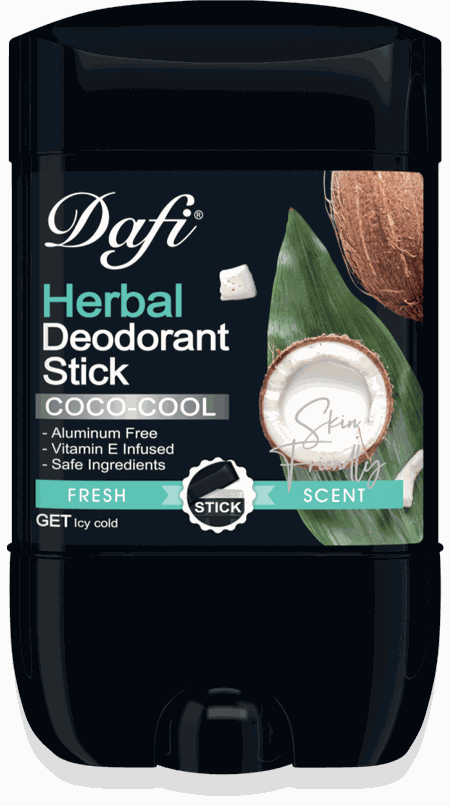 Dafi®
Herbal
Deodorant
Stick
COCO-COOL
- Aluminum Free
- Vitamin E Infused
- Safe Ingredients
Skin
Friendly
FRESH STICK SCENT
GET Icy cold